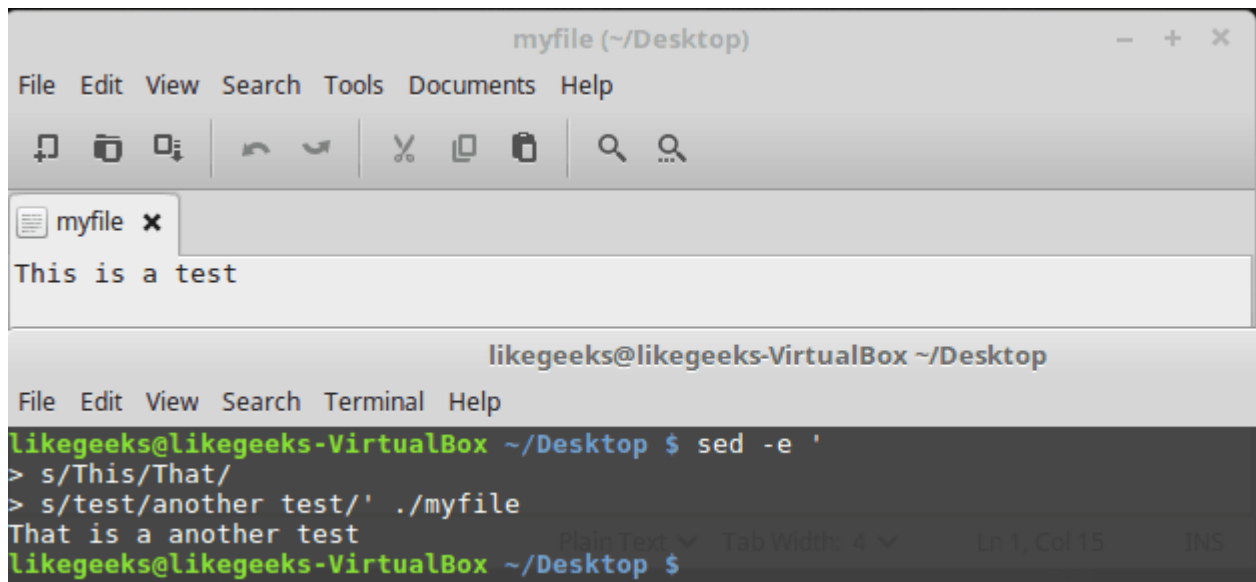 myfile (~/Desktop)
File Edit View Search Tools Documents Help
myfile
This is a test
likegeeks@likegeeks-VirtualBox ~/Desktop
File Edit View Search Terminal Help
likegeeks@likegeeks-VirtualBox ~/Desktop $ sed -e '
> s/This/That/
> s/test/another test/' ./myfile
That is a another test
Plain Text Tab Width: 4 Ln 1, Col 15 INS
likegeeks@likegeeks-VirtualBox ~/Desktop $